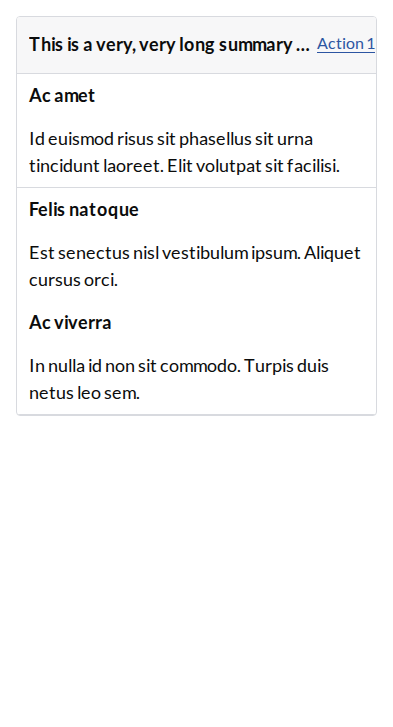 This is a very, very long summary ... Action 1
Ac amet
Id euismod risus sit phasellus sit urna
tincidunt laoreet. Elit volutpat sit facilisi.
Felis natoque
Est senectus nisl vestibulum ipsum. Aliquet
cursus orci.
Ac viverra
In nulla id non sit commodo. Turpis duis
netus leo sem.